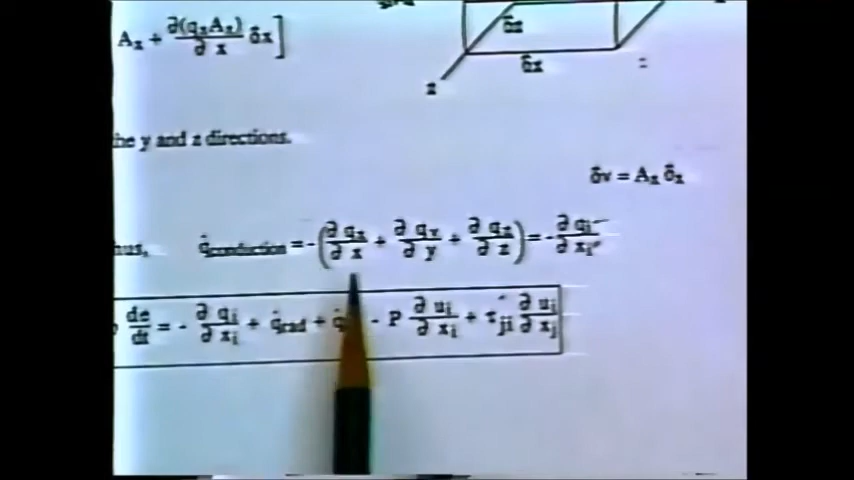 A_x + ∂(q_x A_x)/∂x δx]
δx
δx
z
he y and z directions.
δv = A_x δ_x
hus, q̇_conduction = -(∂q_x/∂x + ∂q_y/∂y + ∂q_z/∂z) = -∂q_i/∂x_i
de/dt = - ∂q_i/∂x_i + q̇_rad + q̇ - P ∂u_i/∂x_i + τ_ji ∂u_i/∂x_j